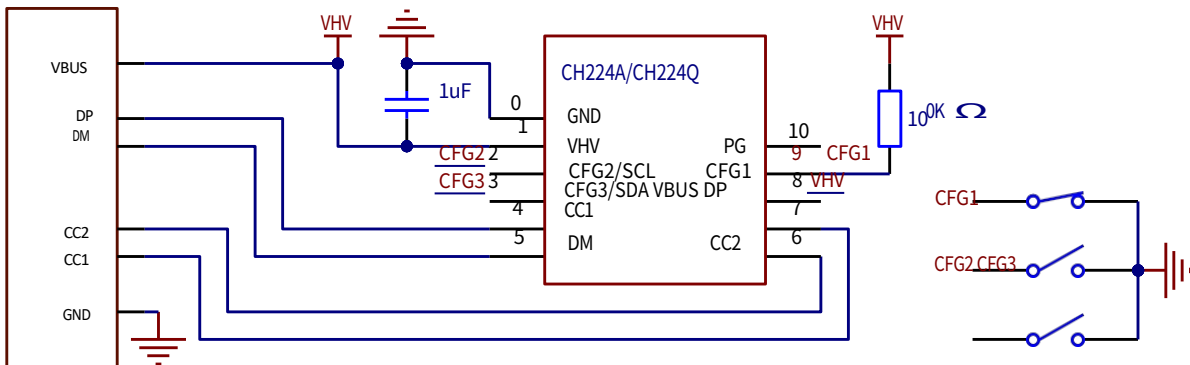 VHV
VHV
VBUS
CH224A/CH224Q
1uF
DP
DM
0
GND
100K Ω
1
VHV
PG
10
CFG2
2
CFG2/SCL
CFG1
9
CFG1
CFG3
3
CFG3/SDA VBUS DP
8
VHV
4
CC1
7
CFG1
CC2
5
DM
CC2
6
CC1
CFG2 CFG3
GND